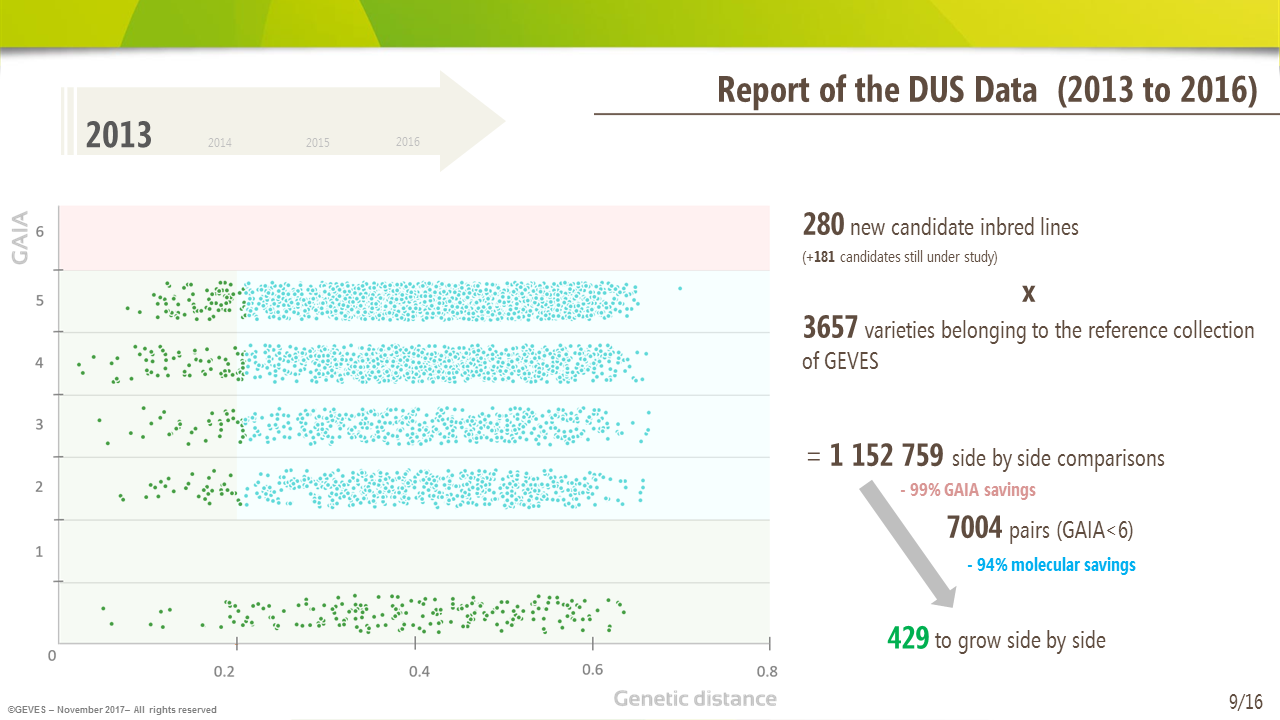 Report of the DUS Data (2013 to 2016)
2013 2014 2015 2016
GAIA
6
5
4
3
2
1
0
0.2
0.4
0.6
0.8
Genetic distance
280 new candidate inbred lines
(+181 candidates still under study)
x
3657 varieties belonging to the reference collection
of GEVES
= 1 152 759 side by side comparisons
- 99% GAIA savings
7004 pairs (GAIA<6)
- 94% molecular savings
429 to grow side by side
©GEVES – November 2017– All rights reserved
9/16